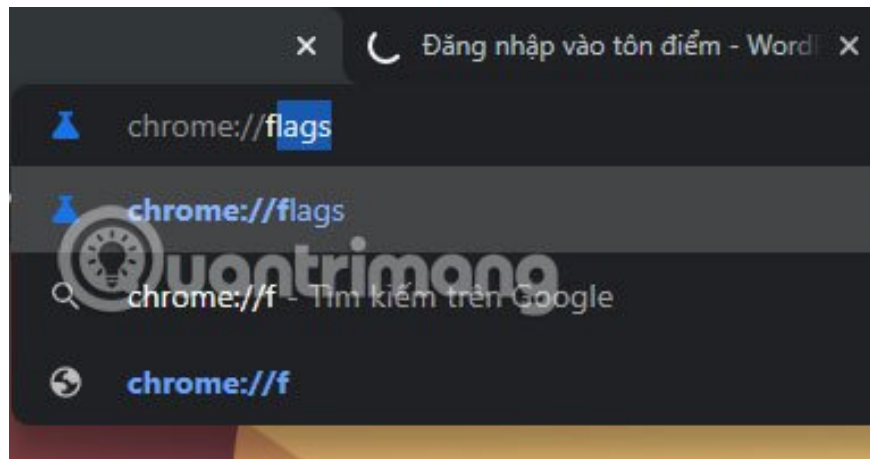 Đăng nhập vào tôn điểm - Word
chrome://flags
chrome://flags
Quantrimang
chrome://f - Tìm kiếm trên Google
chrome://f